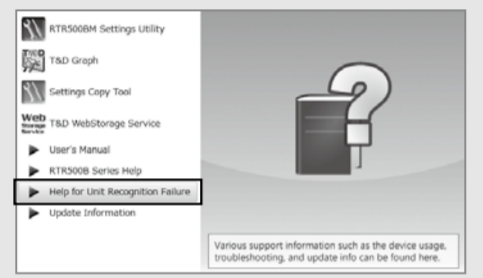 RTR500BM Settings Utility
T&D Graph
Settings Copy Tool
Web
Storage
Service
T&D WebStorage Service
User's Manual
RTR500B Series Help
Help for Unit Recognition Failure
Update Information
Various support information such as the device usage,
troubleshooting, and update info can be found here.